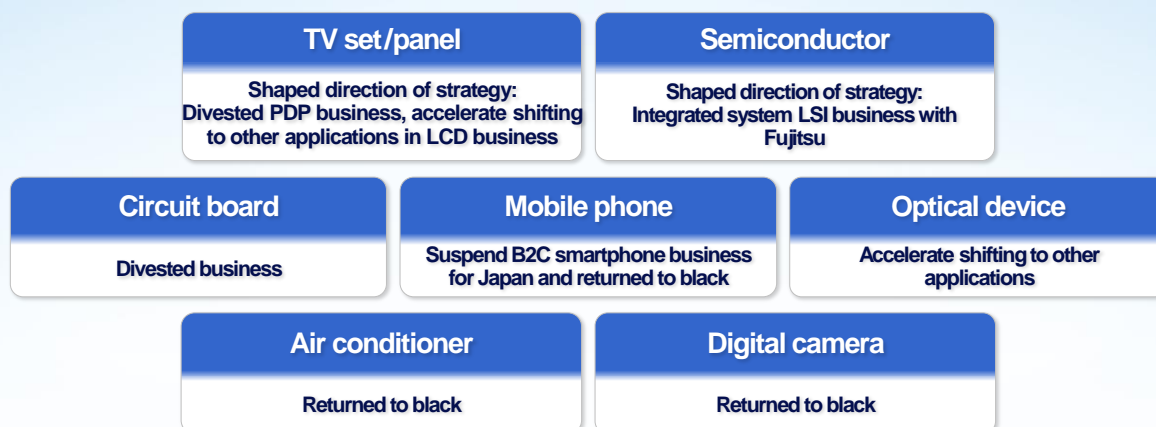 TV set/panel
Shaped direction of strategy:
Divested PDP business, accelerate shifting
to other applications in LCD business
Semiconductor
Shaped direction of strategy:
Integrated system LSI business with
Fujitsu
Circuit board
Divested business
Mobile phone
Suspend B2C smartphone business
for Japan and returned to black
Optical device
Accelerate shifting to other
applications
Air conditioner
Returned to black
Digital camera
Returned to black